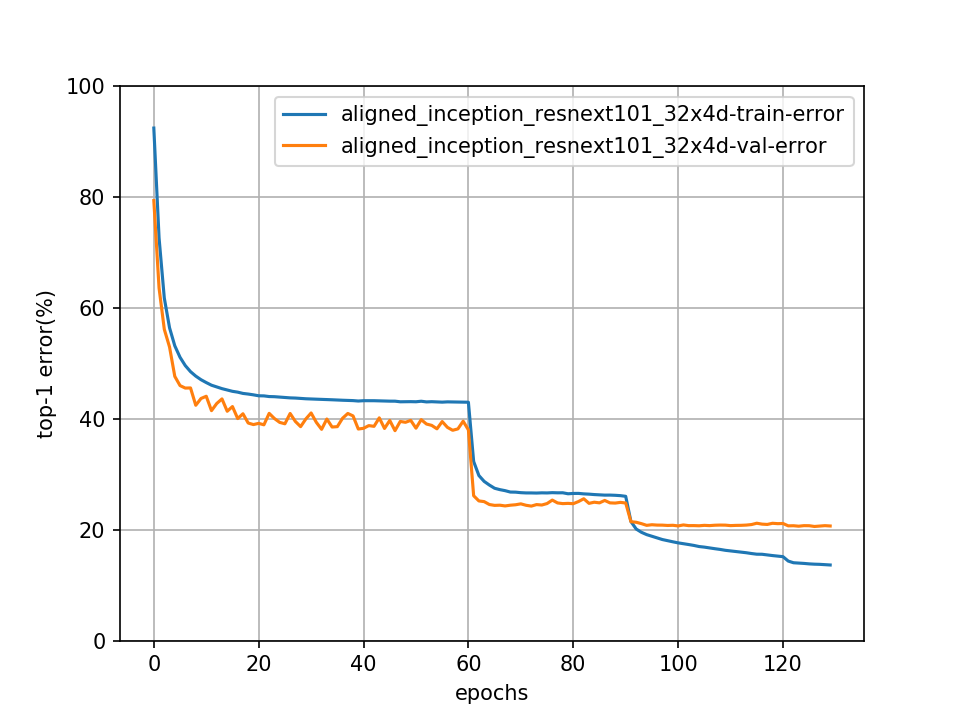 aligned_inception_resnext101_32x4d-train-error
aligned_inception_resnext101_32x4d-val-error
top-1 error(%)
100
80
60
40
20
0
0 20 40 60 80 100 120
epochs